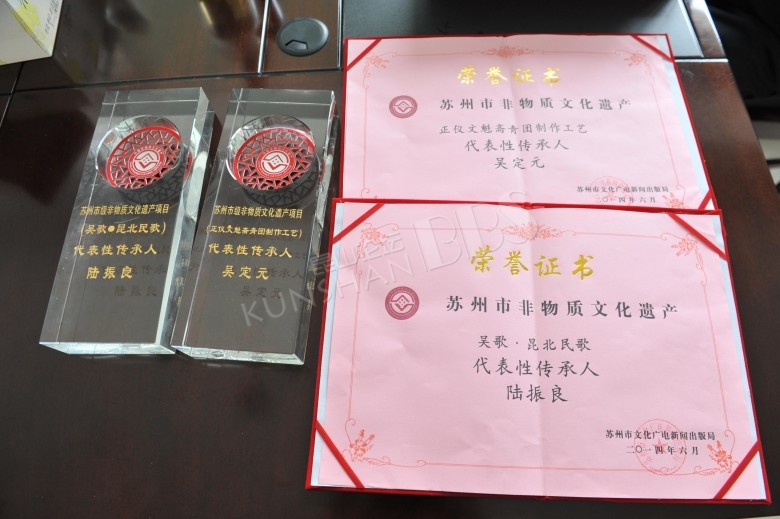 苏州市级非物质文化遗产项目
(吴歌●昆北民歌)
代表性传承人
陆振良
苏州市级非物质文化遗产项目
(正仪文魁斋青团制作工艺)
代表性传承人
吴定元
荣誉证书
苏州市非物质文化遗产
正仪文魁斋青团制作工艺
代表性传承人
吴定元
苏州市文化广电新闻出版局
二〇一四年六月
荣誉证书
苏州市非物质文化遗产
吴歌·昆北民歌
代表性传承人
陆振良
苏州市文化广电新闻出版局
二〇一四年六月
KUNSHAN BBS